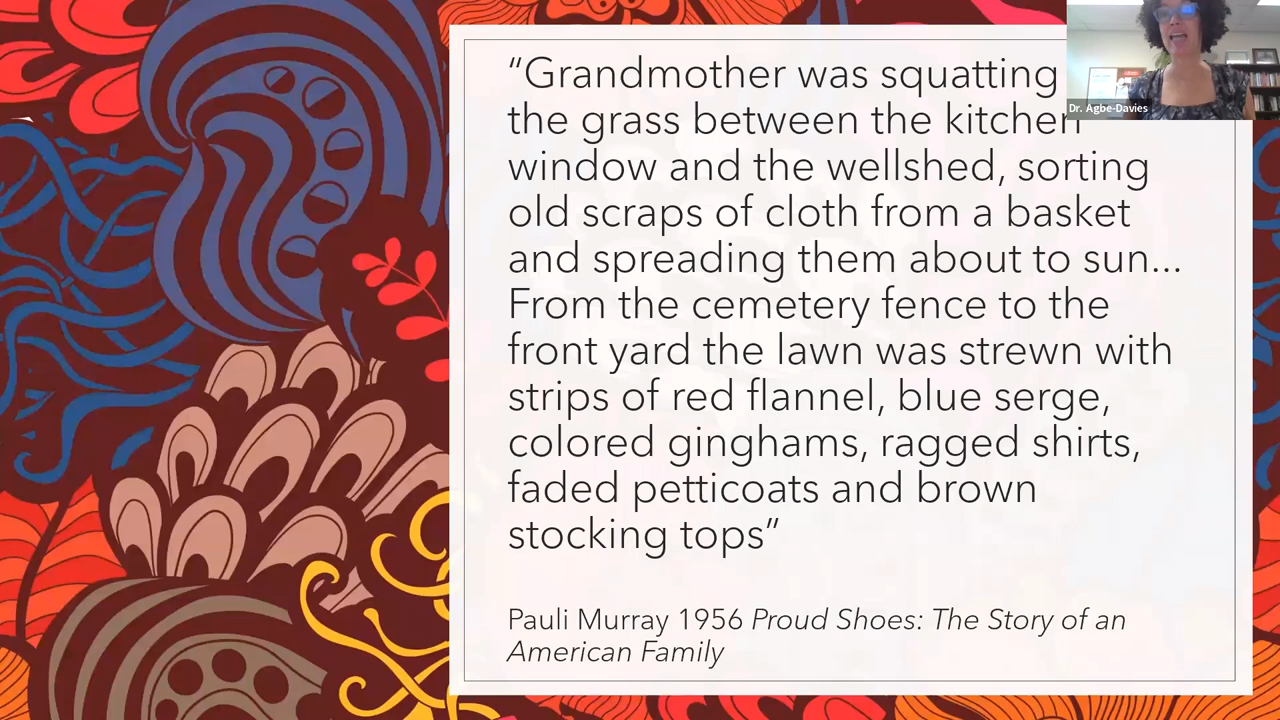 “Grandmother was squatting
the grass between the kitchen
window and the wellshed, sorting
old scraps of cloth from a basket
and spreading them about to sun...
From the cemetery fence to the
front yard the lawn was strewn with
strips of red flannel, blue serge,
colored ginghams, ragged shirts,
faded petticoats and brown
stocking tops”
Pauli Murray 1956 Proud Shoes: The Story of an
American Family
Dr. Agbe-Davies